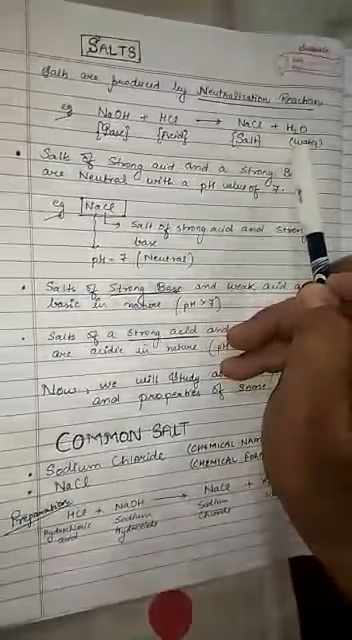 SALTS
Salts are produced by Neutralisation Reaction
eg NaOH + HCl → NaCl + H₂O
[Base] [Acid] [Salt] (Water)
• Salts of Strong acid and a strong B
are Neutral with a pH value of 7.
eg NaCl
→ Salt of strong acid and Stron
base
pH = 7 (Neutral)
• Salts of Strong Base and weak acid a
basic in nature (pH > 7)
• Salts of a strong acid and
are acidic in nature (pH
Now, we will study
and properties of some
COMMON SALT
• Sodium Chloride (CHEMICAL NAM
• NaCl (CHEMICAL FOR
Preparation HCl + NaOH → NaCl +
Hydrochloric acid Sodium Hydroxide Sodium Chloride